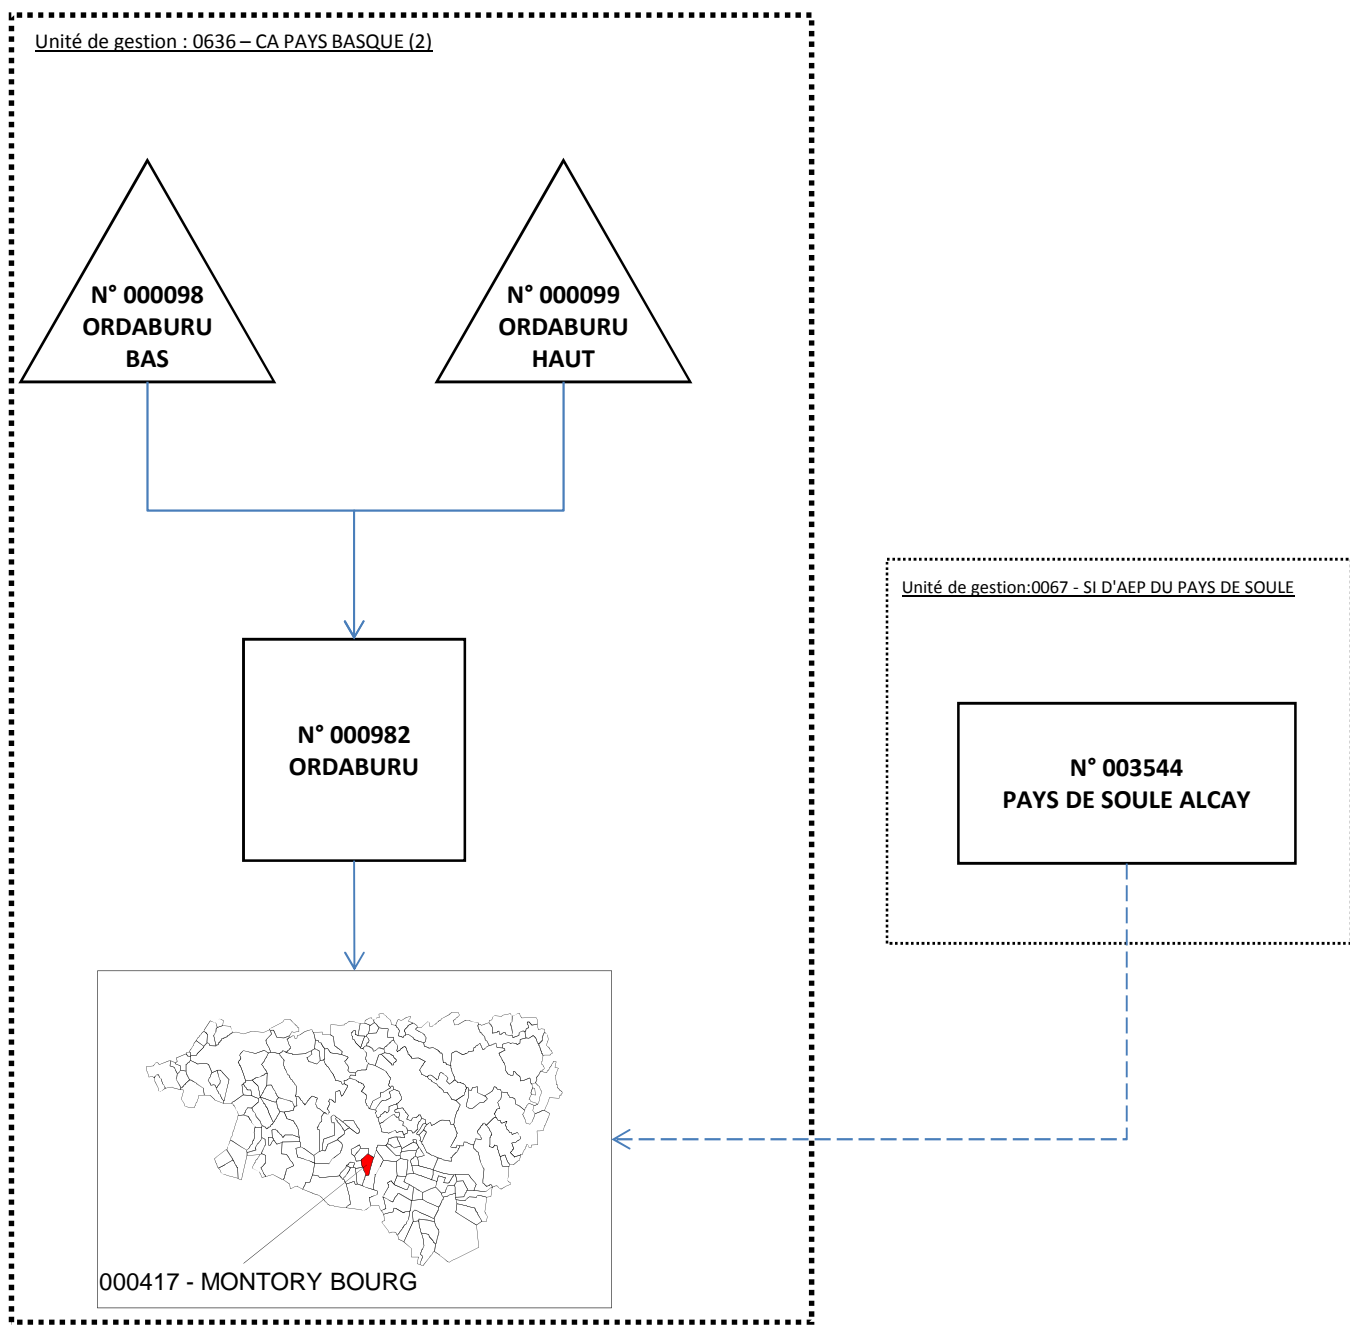 Unité de gestion : 0636 – CA PAYS BASQUE (2)
N° 000098
ORDABURU
BAS
N° 000099
ORDABURU
HAUT
N° 000982
ORDABURU
Unité de gestion:0067 - SI D'AEP DU PAYS DE SOULE
N° 003544
PAYS DE SOULE ALCAY
000417 - MONTORY BOURG